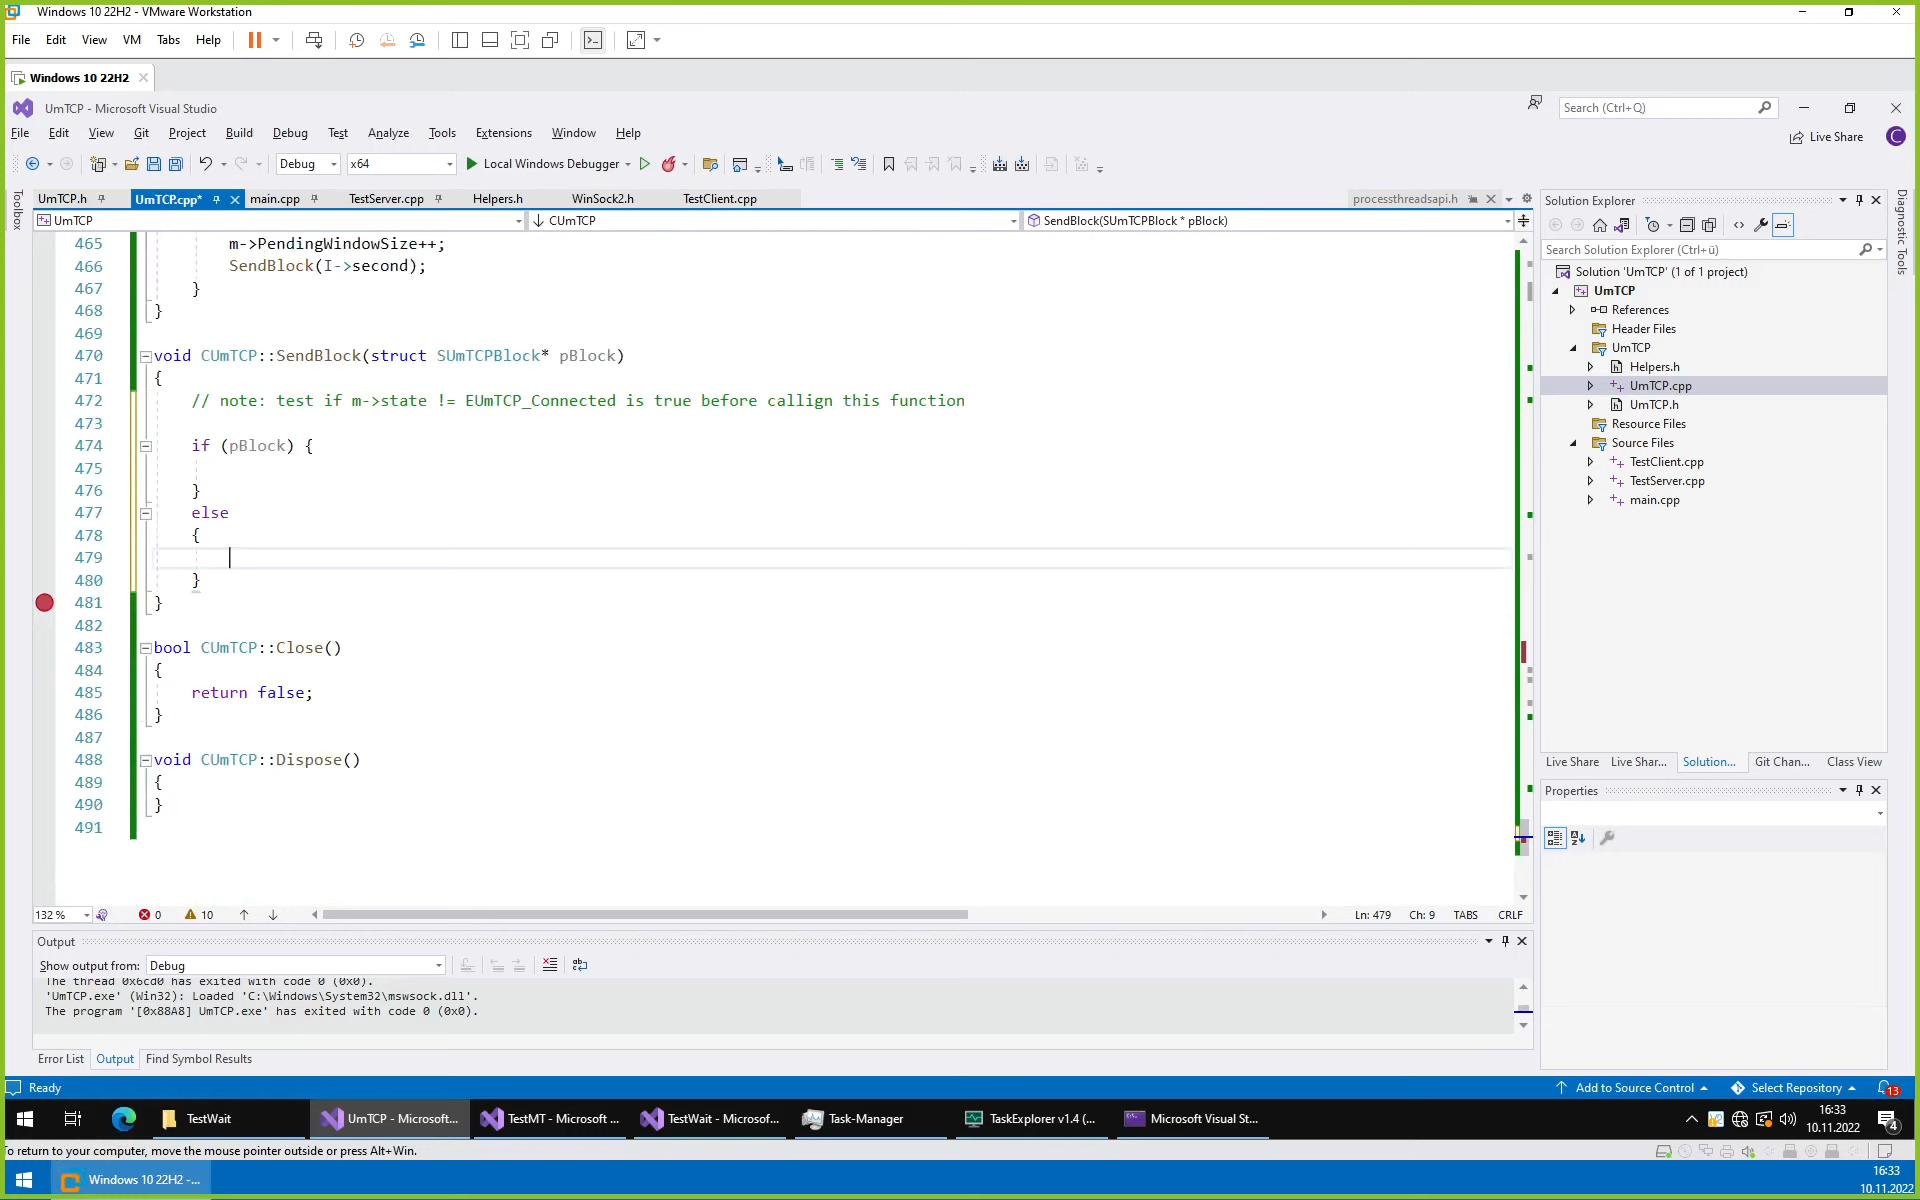 Windows 10 22H2 - VMware Workstation
File Edit View VM Tabs Help
Windows 10 22H2
UmTCP - Microsoft Visual Studio
Search (Ctrl+Q)
File Edit View Git Project Build Debug Test Analyze Tools Extensions Window Help
Live Share
C
Debug x64 Local Windows Debugger
Toolbox
UmTCP.h UmTCP.cpp* main.cpp TestServer.cpp Helpers.h WinSock2.h TestClient.cpp processthreadsapi.h
UmTCP CUmTCP SendBlock(SUmTCPBlock * pBlock)
465 m->PendingWindowSize++;
466 SendBlock(I->second);
467 }
468 }
469
470 void CUmTCP::SendBlock(struct SUmTCPBlock* pBlock)
471 {
472 // note: test if m->state != EUmTCP_Connected is true before callign this function
473
474 if (pBlock) {
475
476 }
477 else
478 {
479
480 }
481 }
482
483 bool CUmTCP::Close()
484 {
485 return false;
486 }
487
488 void CUmTCP::Dispose()
489 {
490 }
491
132 % 0 10 Ln: 479 Ch: 9 TABS CRLF
Output
Show output from: Debug
The thread 0x6cd0 has exited with code 0 (0x0).
'UmTCP.exe' (Win32): Loaded 'C:\Windows\System32\mswsock.dll'.
The program '[0x88A8] UmTCP.exe' has exited with code 0 (0x0).
Error List Output Find Symbol Results
Solution Explorer
Search Solution Explorer (Ctrl+ü)
Solution 'UmTCP' (1 of 1 project)
UmTCP
References
Header Files
UmTCP
Helpers.h
UmTCP.cpp
UmTCP.h
Resource Files
Source Files
TestClient.cpp
TestServer.cpp
main.cpp
Live Share Live Shar... Solution... Git Chan... Class View
Properties
Diagnostic Tools
Ready Add to Source Control Select Repository 13
TestWait UmTCP - Microsoft... TestMT - Microsoft ... TestWait - Microsof... Task-Manager TaskExplorer v1.4 (... Microsoft Visual St...
16:33
10.11.2022
4
To return to your computer, move the mouse pointer outside or press Alt+Win.
Windows 10 22H2 -...
16:33
10.11.2022